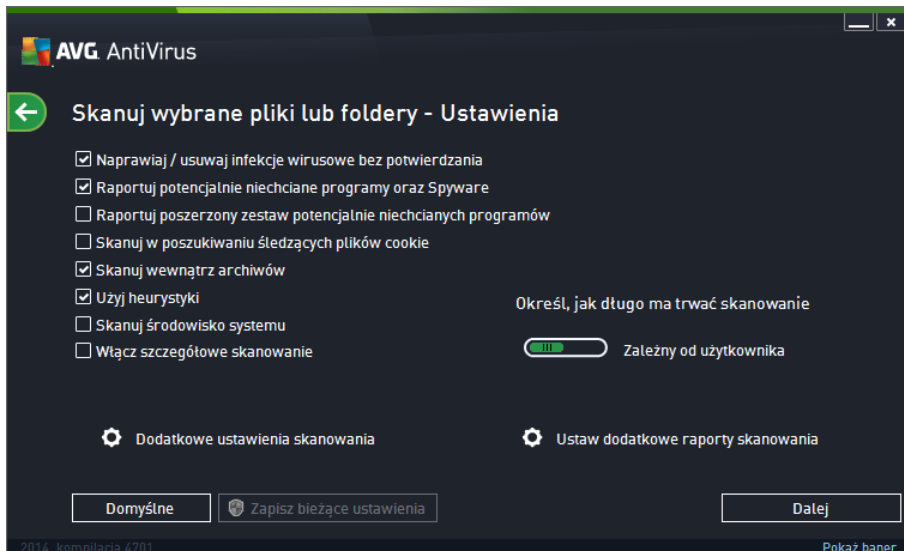 AVG AntiVirus
Skanuj wybrane pliki lub foldery - Ustawienia
Naprawiaj / usuwaj infekcje wirusowe bez potwierdzania
Raportuj potencjalnie niechciane programy oraz Spyware
Raportuj poszerzony zestaw potencjalnie niechcianych programów
Skanuj w poszukiwaniu śledzących plików cookie
Skanuj wewnątrz archiwów
Użyj heurystyki
Skanuj środowisko systemu
Włącz szczegółowe skanowanie
Określ, jak długo ma trwać skanowanie
Zależny od użytkownika
Dodatkowe ustawienia skanowania
Ustaw dodatkowe raporty skanowania
Domyślne
Zapisz bieżące ustawienia
Dalej
2014 kompilacja 4701
Pokaż baner